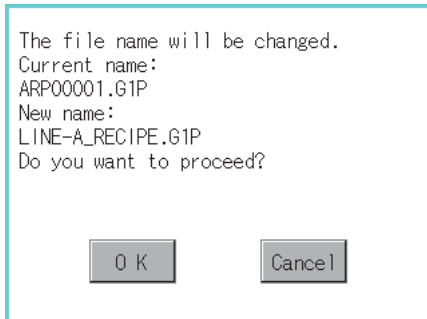 The file name will be changed.
Current name:
ARP00001.G1P
New name:
LINE-A_RECIPE.G1P
Do you want to proceed?
O K Cancel